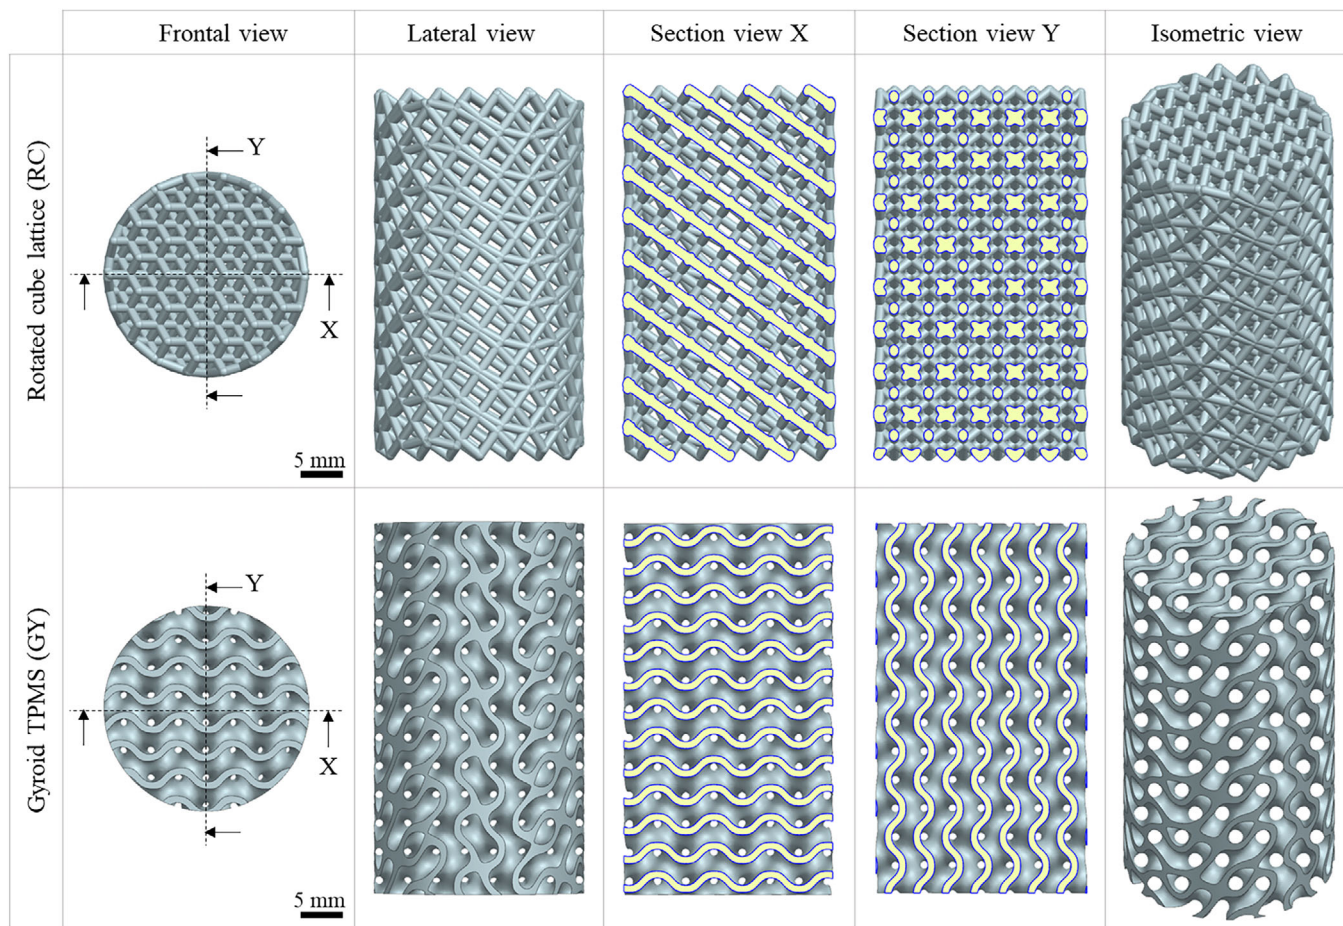 Frontal view
Lateral view
Section view X
Section view Y
Isometric view
Rotated cube lattice (RC)
Y
X
5 mm
Gyroid TPMS (GY)
Y
X
5 mm